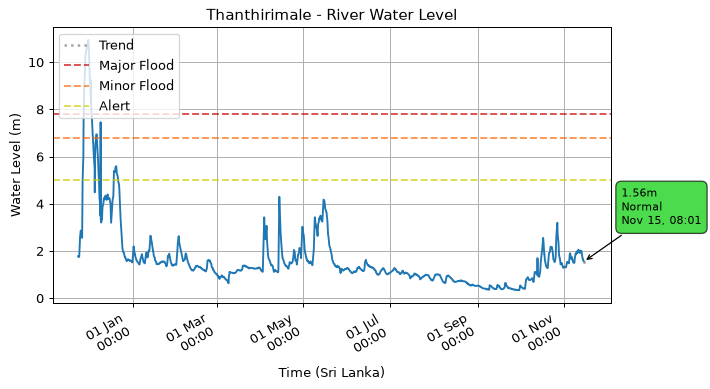 Thanthirimale - River Water Level
Trend
Major Flood
Minor Flood
Alert
Water Level (m)
10
8
6
4
2
0
1.56m
Normal
Nov 15, 08:01
01 Jan
00:00
01 Mar
00:00
01 May
00:00
01 Jul
00:00
01 Sep
00:00
01 Nov
00:00
Time (Sri Lanka)